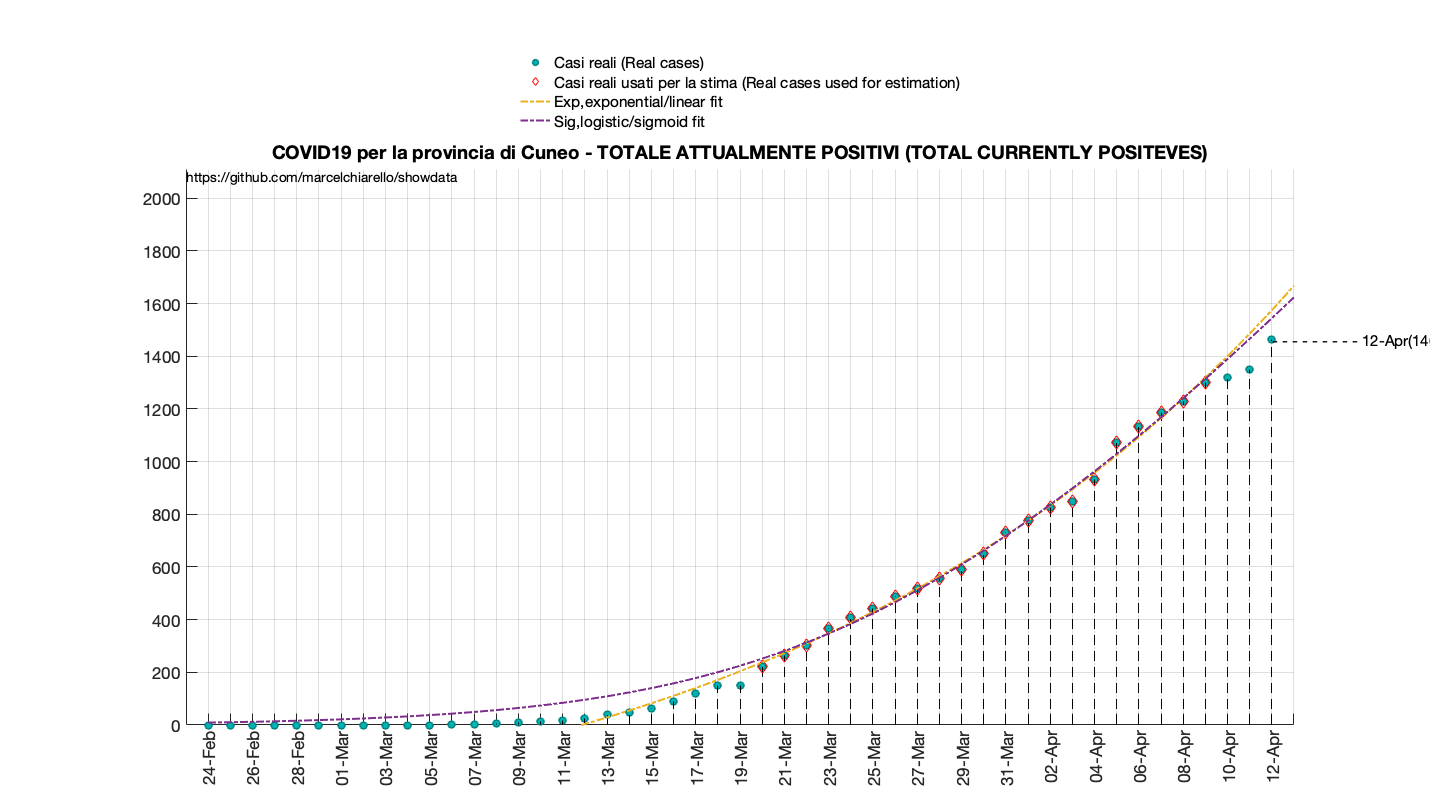 Casi reali (Real cases)
Casi reali usati per la stima (Real cases used for estimation)
Exp,exponential/linear fit
Sig,logistic/sigmoid fit
COVID19 per la provincia di Cuneo - TOTALE ATTUALMENTE POSITIVI (TOTAL CURRENTLY POSITEVES)
https://github.com/marcelchiarello/showdata
2000
1800
1600
1400
1200
1000
800
600
400
200
0
12-Apr(14
24-Feb
26-Feb
28-Feb
01-Mar
03-Mar
05-Mar
07-Mar
09-Mar
11-Mar
13-Mar
15-Mar
17-Mar
19-Mar
21-Mar
23-Mar
25-Mar
27-Mar
29-Mar
31-Mar
02-Apr
04-Apr
06-Apr
08-Apr
10-Apr
12-Apr